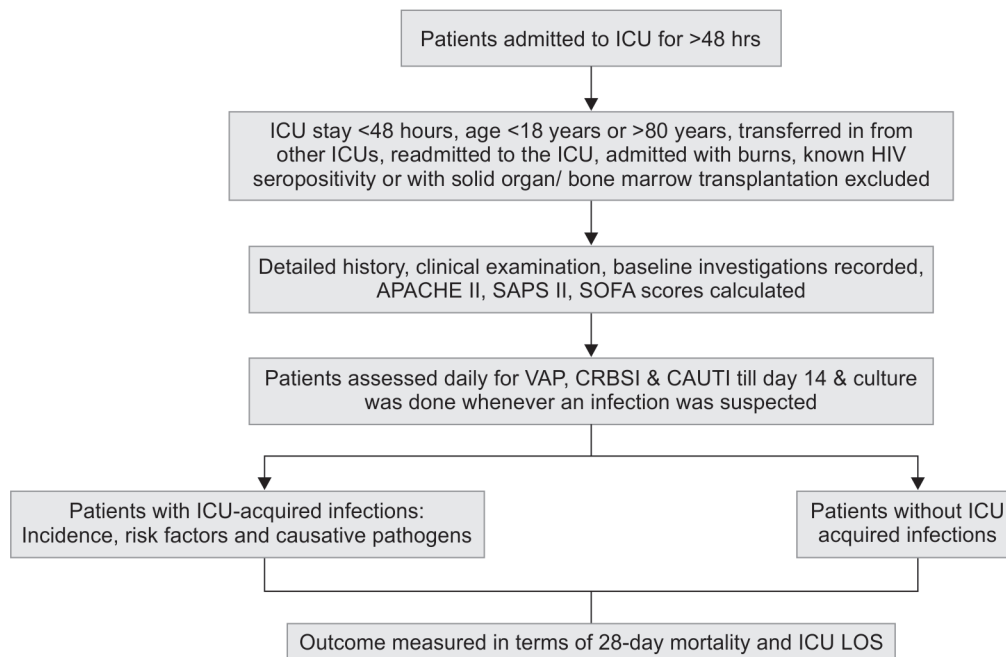 Patients admitted to ICU for >48 hrs
ICU stay <48 hours, age <18 years or >80 years, transferred in from
other ICUs, readmitted to the ICU, admitted with burns, known HIV
seropositivity or with solid organ/ bone marrow transplantation excluded
Detailed history, clinical examination, baseline investigations recorded,
APACHE II, SAPS II, SOFA scores calculated
Patients assessed daily for VAP, CRBSI & CAUTI till day 14 & culture
was done whenever an infection was suspected
Patients with ICU-acquired infections:
Incidence, risk factors and causative pathogens
Patients without ICU
acquired infections
Outcome measured in terms of 28-day mortality and ICU LOS